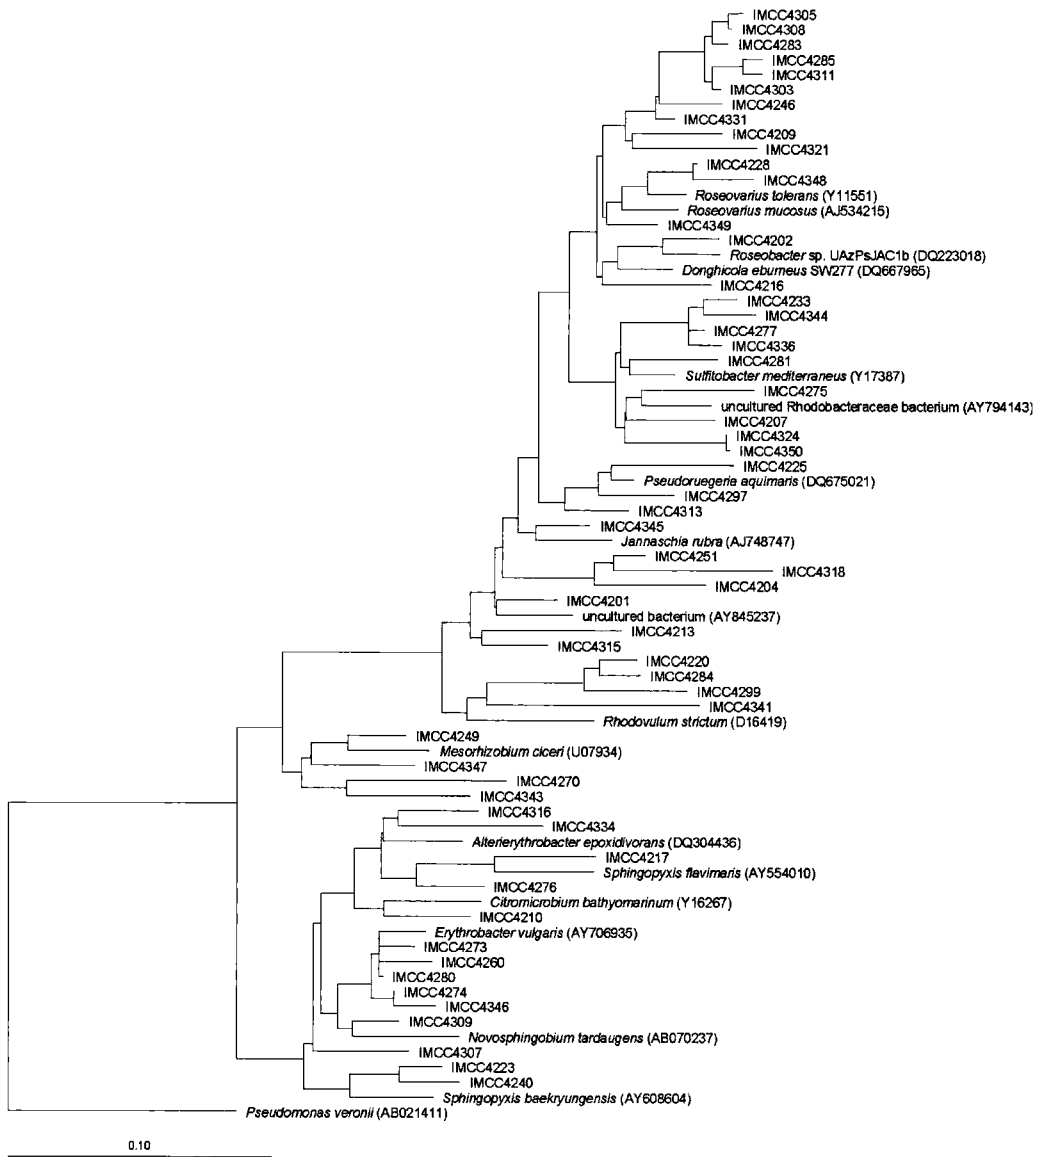 IMCC4305
IMCC4308
IMCC4283
IMCC4285
IMCC4311
IMCC4303
IMCC4246
IMCC4331
IMCC4209
IMCC4321
IMCC4228
IMCC4348
Roseovarius tolerans (Y11551)
Roseovarius mucosus (AJ534215)
IMCC4349
IMCC4202
Roseobacter sp. UAzPsJAC1b (DQ223018)
Donghicola eburneus SW277 (DQ667965)
IMCC4216
IMCC4233
IMCC4344
IMCC4277
IMCC4336
IMCC4281
Sulfitobacter mediterraneus (Y17387)
IMCC4275
uncultured Rhodobacteraceae bacterium (AY794143)
IMCC4207
IMCC4324
IMCC4350
IMCC4225
Pseudoruegeria aquimaris (DQ675021)
IMCC4297
IMCC4313
IMCC4345
Jannaschia rubra (AJ748747)
IMCC4251
IMCC4318
IMCC4204
IMCC4201
uncultured bacterium (AY845237)
IMCC4213
IMCC4315
IMCC4220
IMCC4284
IMCC4299
IMCC4341
Rhodovulum strictum (D16419)
IMCC4249
Mesorhizobium ciceri (U07934)
IMCC4347
IMCC4270
IMCC4343
IMCC4316
IMCC4334
Alterierythrobacter epoxidivorans (DQ304436)
IMCC4217
Sphingopyxis flavimaris (AY554010)
IMCC4276
Citromicrobium bathyomarinum (Y16267)
IMCC4210
Erythrobacter vulgaris (AY706935)
IMCC4273
IMCC4260
IMCC4280
IMCC4274
IMCC4346
IMCC4309
Novosphingobium tardaugens (AB070237)
IMCC4307
IMCC4223
IMCC4240
Sphingopyxis baekryungensis (AY608604)
Pseudomonas veronii (AB021411)
0.10